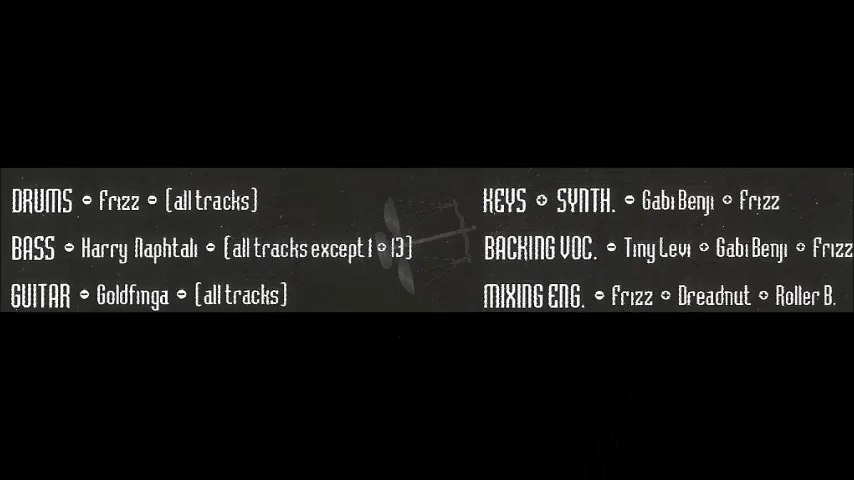 DRUMS - Frizz - (all tracks)
BASS - Harry Naphtali - (all tracks except 1 + 13)
GUITAR - Goldfinga - (all tracks)
KEYS + SYNTH. - Gabi Benji + Frizz
BACKING VOC. - Tiny Levi + Gabi Benji + Frizz
MIXING ENG. - Frizz + Dreadnut + Roller B.